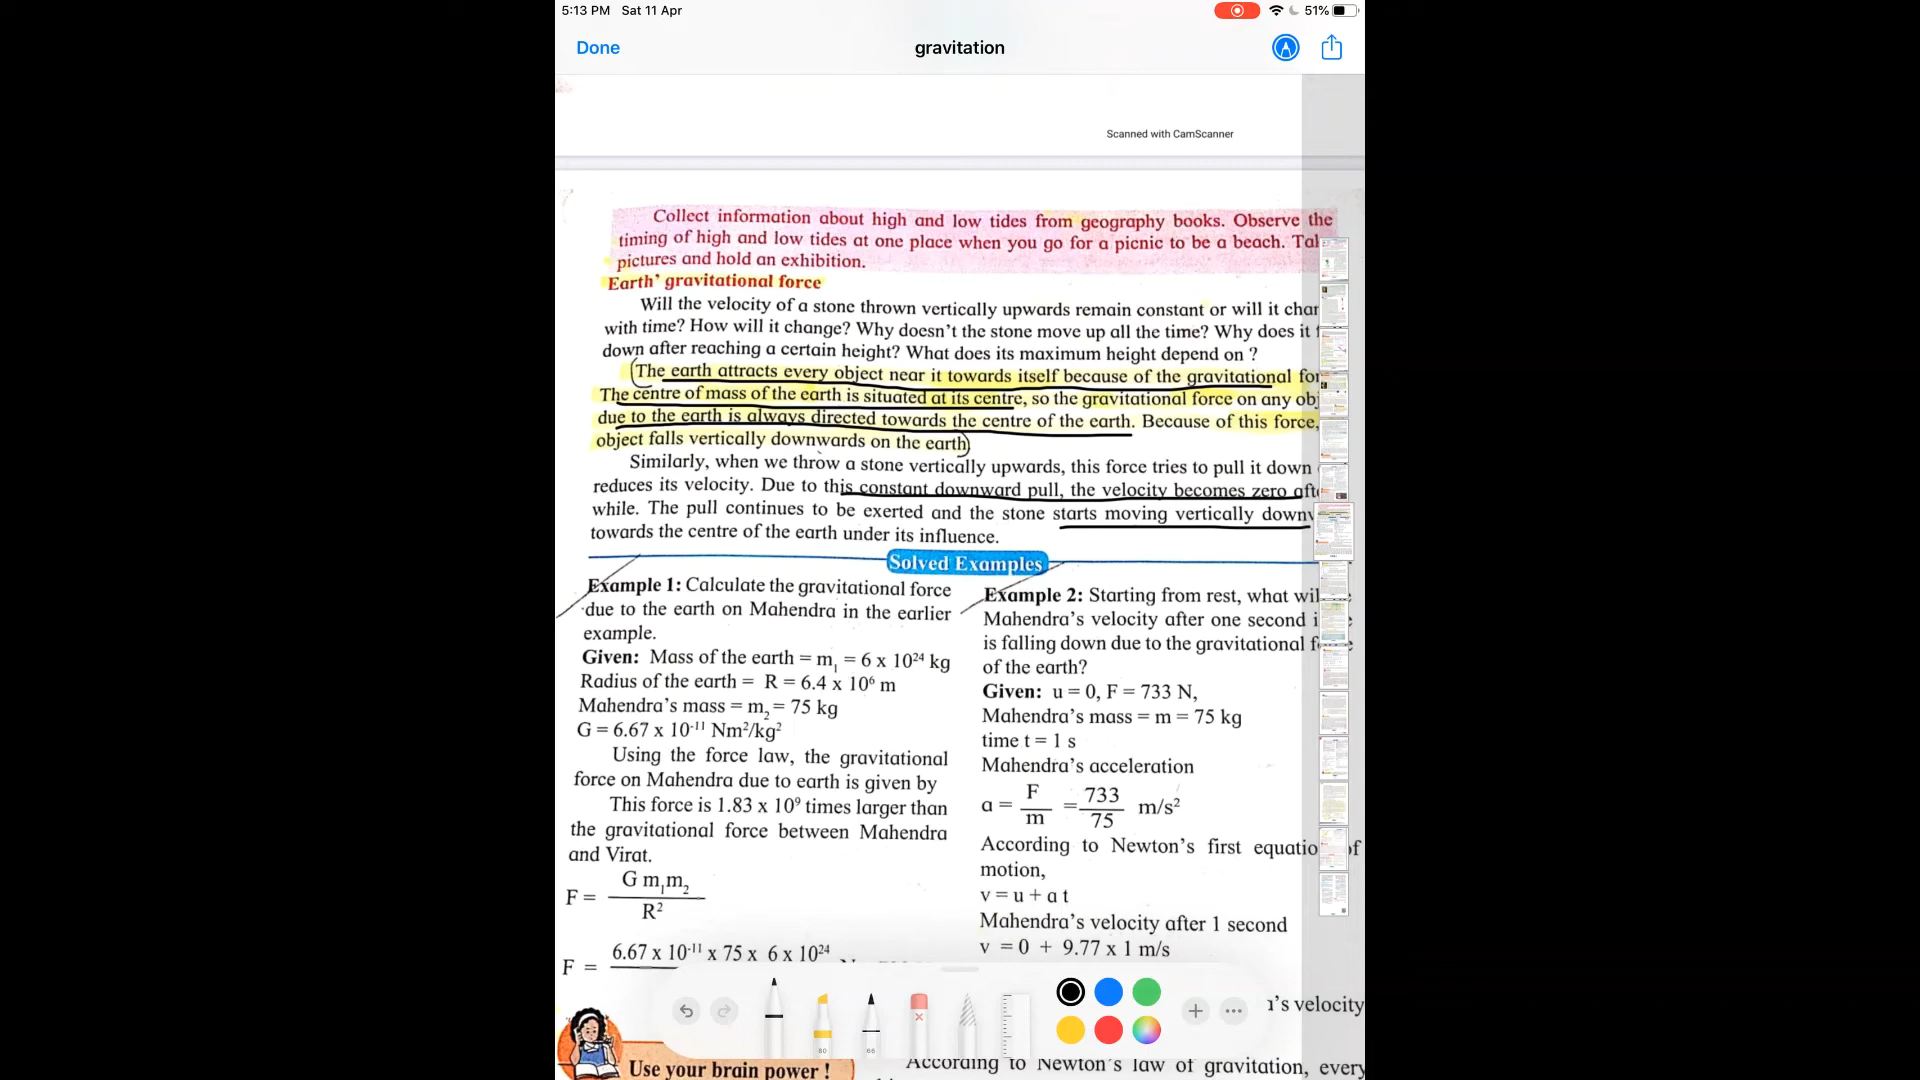 5:13 PM Sat 11 Apr
51%
Done
gravitation
Scanned with CamScanner
Collect information about high and low tides from geography books. Observe the
timing of high and low tides at one place when you go for a picnic to be a beach.
pictures and hold an exhibition.
Earth' gravitational force
Will the velocity of a stone thrown vertically upwards remain constant or will it
with time? How will it change? Why doesn't the stone move up all the time? Why does it
down after reaching a certain height? What does its maximum height depend on ?
(The earth attracts every object near it towards itself because of the gravitational
The centre of mass of the earth is situated at its centre, so the gravitational force on any
due to the earth is always directed towards the centre of the earth. Because of this force,
object falls vertically downwards on the earth)
Similarly, when we throw a stone vertically upwards, this force tries to pull it down
reduces its velocity. Due to this constant downward pull, the velocity becomes zero
while. The pull continues to be exerted and the stone starts moving vertically
towards the centre of the earth under its influence.
Solved Examples
Example 1: Calculate the gravitational force
due to the earth on Mahendra in the earlier
example.
Given: Mass of the earth = m₁ = 6 x 10²⁴ kg
Radius of the earth = R = 6.4 x 10⁶ m
Mahendra's mass = m₂ = 75 kg
G = 6.67 x 10⁻¹¹ Nm²/kg²
Using the force law, the gravitational
force on Mahendra due to earth is given by
This force is 1.83 x 10⁹ times larger than
the gravitational force between Mahendra
and Virat.
F = G m₁m₂ / R²
F = 6.67 x 10⁻¹¹ x 75 x 6 x 10²⁴
Example 2: Starting from rest, what
Mahendra's velocity after one second
is falling down due to the gravitational
of the earth?
Given: u = 0, F = 733 N,
Mahendra's mass = m = 75 kg
time t = 1 s
Mahendra's acceleration
a = F / m = 733 / 75 m/s²
According to Newton's first
motion,
v = u + a t
Mahendra's velocity after 1 second
v = 0 + 9.77 x 1 m/s
velocity
80
66
Use your brain power !
According to Newton's law of gravitation, every